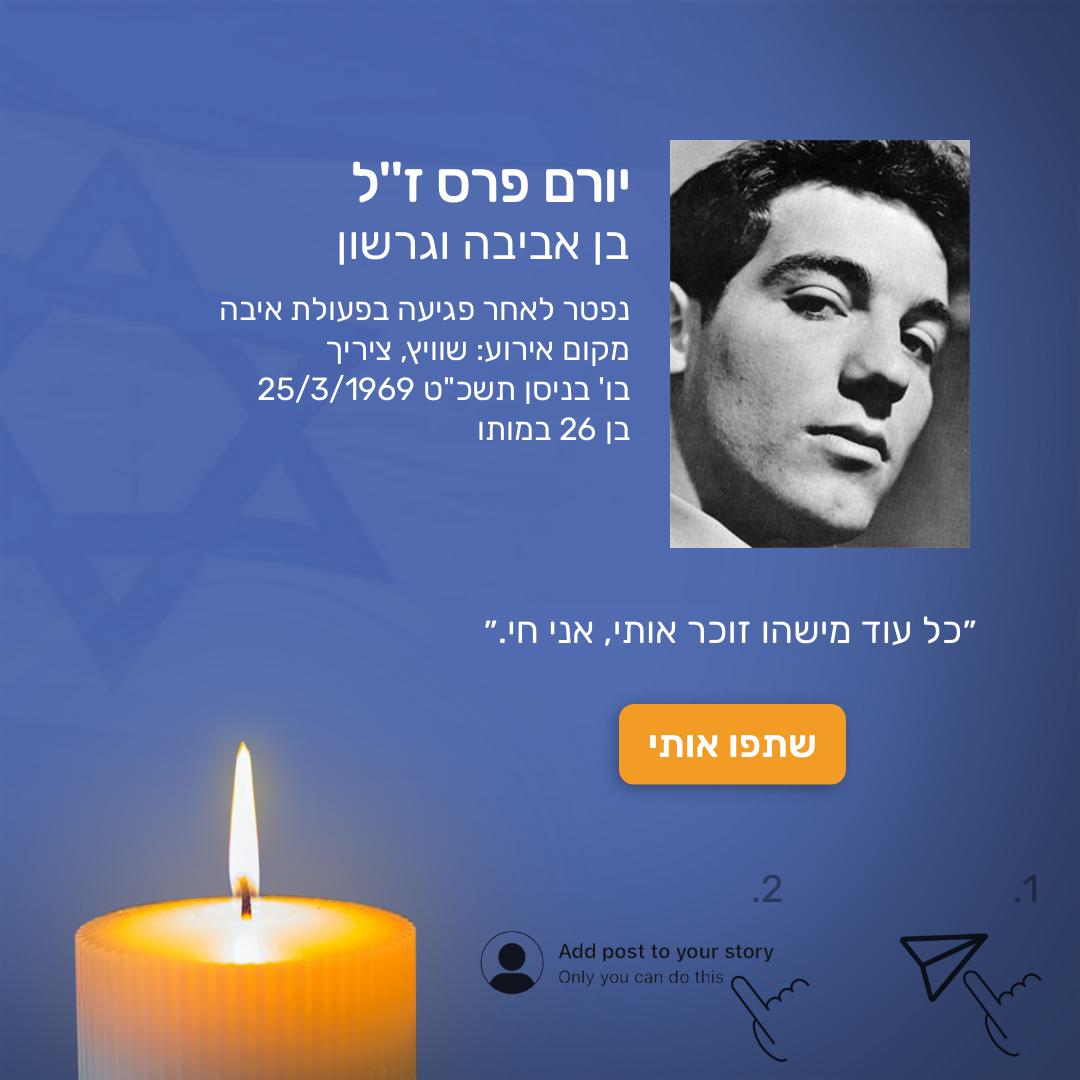 יורם פרס ז"ל
בן אביבה וגרשון
נפטר לאחר פגיעה בפעולת איבה
מקום אירוע: שוויץ, ציריך
בו' בניסן תשכ"ט 25/3/1969
בן 26 במותו
״כל עוד מישהו זוכר אותי, אני חי.״
שתפו אותי
1.
2.
Add post to your story
Only you can do this